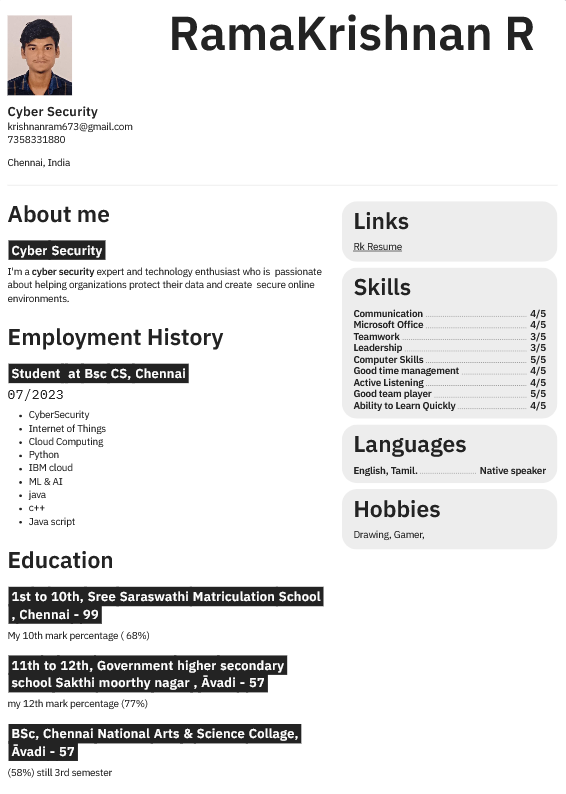 RamaKrishnan R
Cyber Security
krishnanram673@gmail.com
7358331880
Chennai, India
About me
Cyber Security
I'm a cyber security expert and technology enthusiast who is passionate
about helping organizations protect their data and create secure online
environments.
Employment History
Student at Bsc CS, Chennai
07/2023
• CyberSecurity
• Internet of Things
• Cloud Computing
• Python
• IBM cloud
• ML & AI
• java
• c++
• Java script
Education
1st to 10th, Sree Saraswathi Matriculation School
, Chennai - 99
My 10th mark percentage ( 68%)
11th to 12th, Government higher secondary
school Sakthi moorthy nagar , Āvadi - 57
my 12th mark percentage (77%)
BSc, Chennai National Arts & Science Collage,
Āvadi - 57
(58%) still 3rd semester
Links
Rk Resume
Skills
Communication 4/5
Microsoft Office 4/5
Teamwork 3/5
Leadership 3/5
Computer Skills 5/5
Good time management 4/5
Active Listening 4/5
Good team player 5/5
Ability to Learn Quickly 4/5
Languages
English, Tamil. Native speaker
Hobbies
Drawing, Gamer,